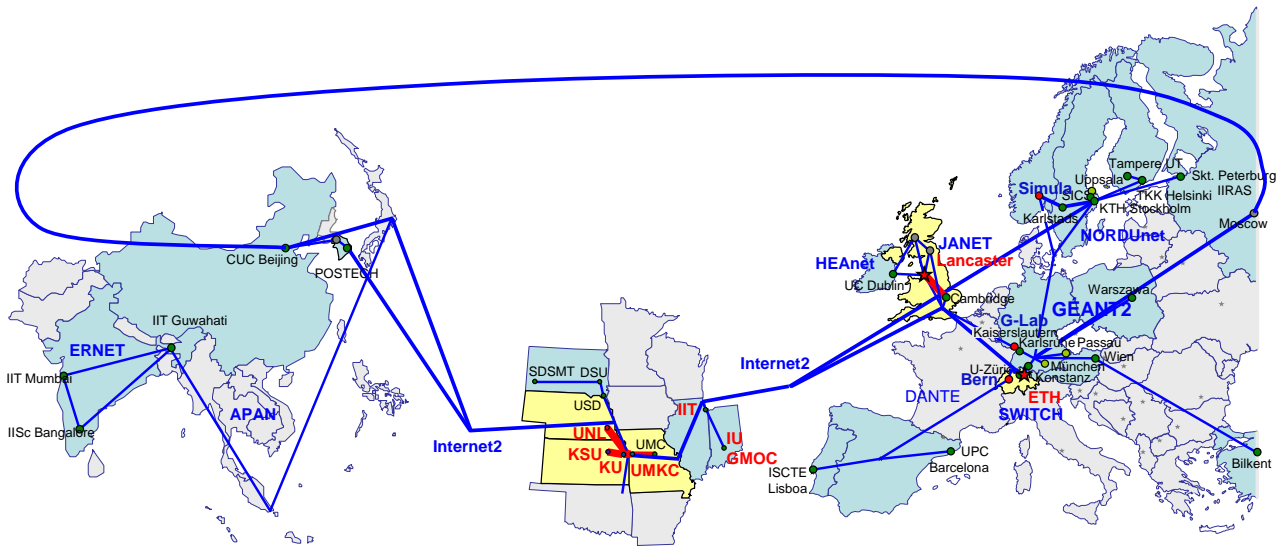 Tampere UT
Skt. Peterburg
IIRAS
Uppsala
Simula
SICS
TKK Helsinki
KTH Stockholm
Karlstads
Moscow
NORDUnet
JANET
Lancaster
HEAnet
UC Dublin
Cambridge
CUC Beijing
POSTECH
Warszawa
GÉANT2
G-Lab
Kaiserslautern
Karlsruhe
Passau
Wien
München
U-Zürich
Konstanz
Bern
ETH
SWITCH
DANTE
IIT Guwahati
ERNET
IIT Mumbai
IISc Bangalore
APAN
Internet2
Internet2
SDSMT
DSU
USD
IIT
UNL
UMC
IU
GMOC
KSU
KU
UMKC
ISCTE
Lisboa
UPC
Barcelona
Bilkent